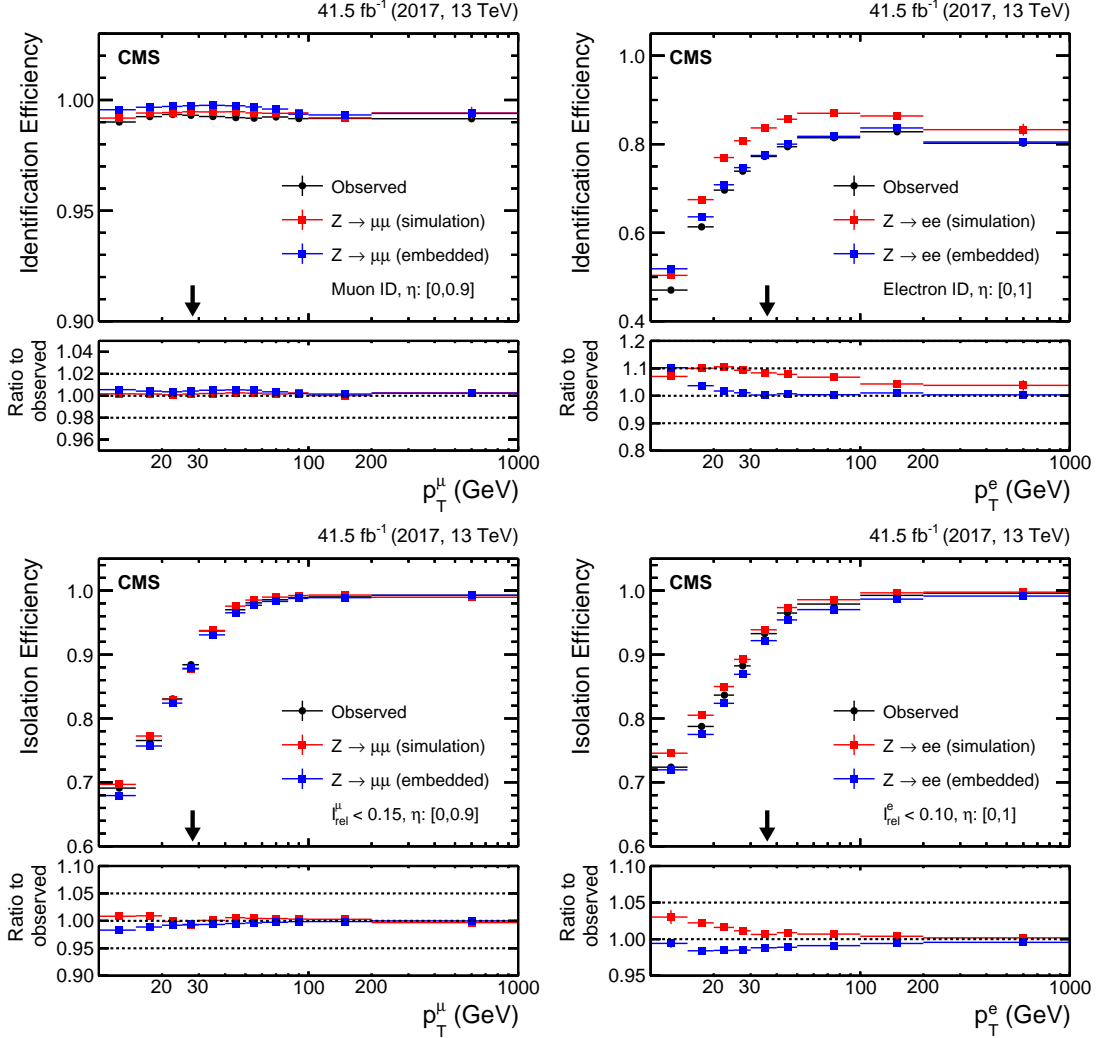 41.5 fb⁻¹ (2017, 13 TeV)
CMS
Identification Efficiency
1.00
0.95
0.90
Observed
Z → μμ (simulation)
Z → μμ (embedded)
Muon ID, η: [0,0.9]
Ratio to observed
1.04
1.02
1.00
0.98
0.96
20 30 100 200 1000
p_T^μ (GeV)
41.5 fb⁻¹ (2017, 13 TeV)
CMS
Identification Efficiency
1.0
0.8
0.6
0.4
Observed
Z → ee (simulation)
Z → ee (embedded)
Electron ID, η: [0,1]
Ratio to observed
1.2
1.1
1.0
0.9
0.8
20 30 100 200 1000
p_T^e (GeV)
41.5 fb⁻¹ (2017, 13 TeV)
CMS
Isolation Efficiency
1.0
0.9
0.8
0.7
0.6
Observed
Z → μμ (simulation)
Z → μμ (embedded)
I_rel^μ < 0.15, η: [0,0.9]
Ratio to observed
1.10
1.05
1.00
0.95
0.90
20 30 100 200 1000
p_T^μ (GeV)
41.5 fb⁻¹ (2017, 13 TeV)
CMS
Isolation Efficiency
1.0
0.9
0.8
0.7
0.6
Observed
Z → ee (simulation)
Z → ee (embedded)
I_rel^e < 0.10, η: [0,1]
Ratio to observed
1.10
1.05
1.00
0.95
20 30 100 200 1000
p_T^e (GeV)